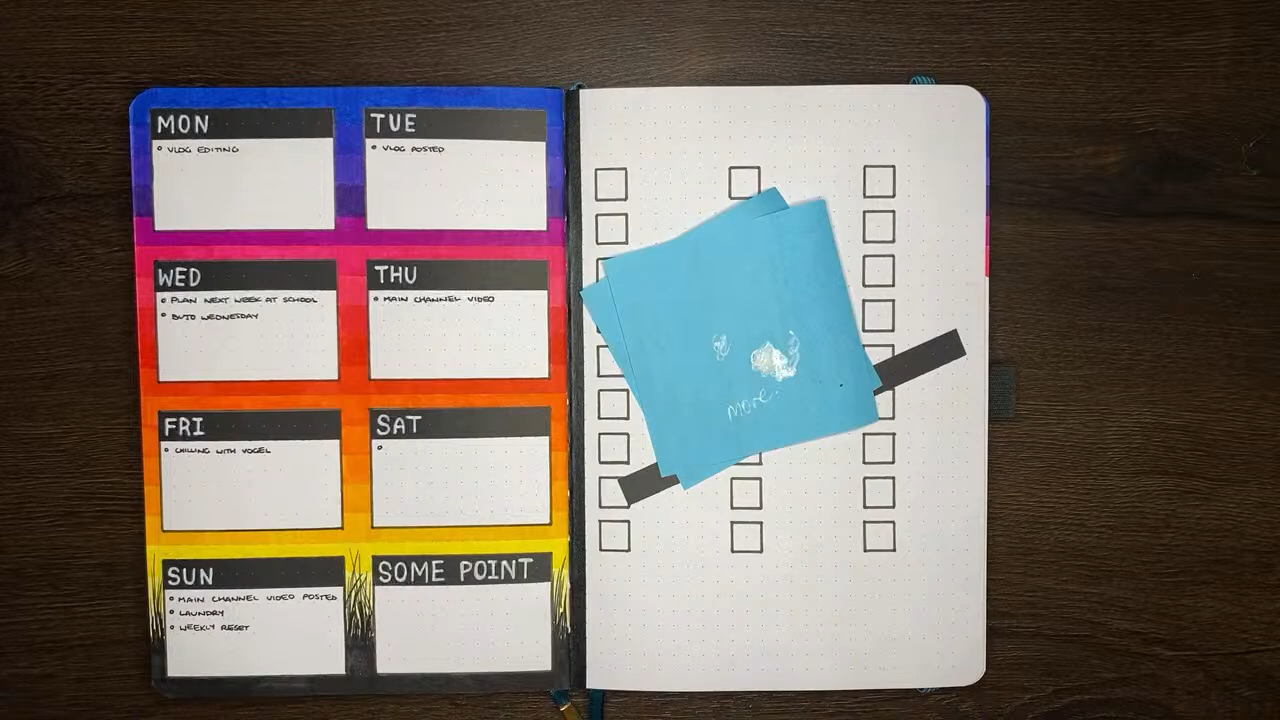 MON
VLOG EDITING
TUE
VLOG POSTED
WED
PLAN NEXT WEEK AT SCHOOL
BUJO WEDNESDAY
THU
MAIN CHANNEL VIDEO
FRI
CHILLING WITH VOGEL
SAT
SUN
MAIN CHANNEL VIDEO POSTED
LAUNDRY
WEEKLY RESET
SOME POINT
more.